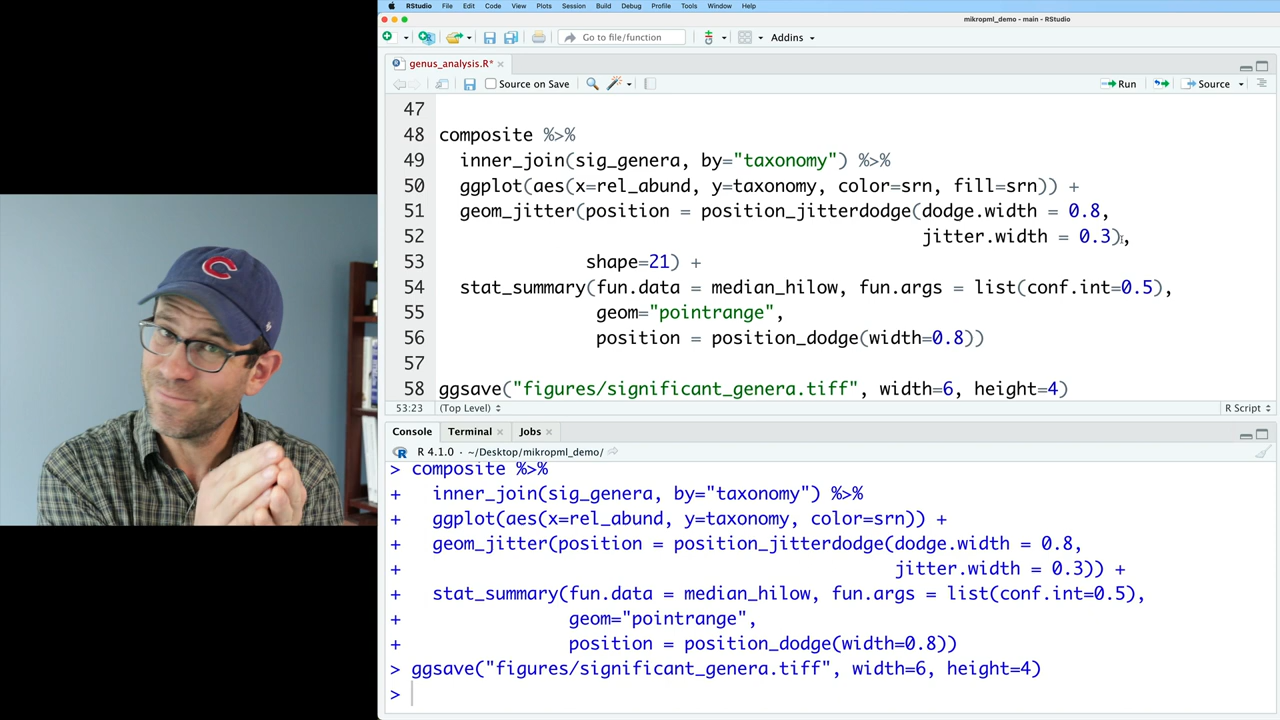 RStudio File Edit Code View Plots Session Build Debug Profile Tools Window Help
mikropml_demo - main - RStudio
Go to file/function Addins
genus_analysis.R*
Source on Save Run Source
47
48 composite %>%
49 inner_join(sig_genera, by="taxonomy") %>%
50 ggplot(aes(x=rel_abund, y=taxonomy, color=srn, fill=srn)) +
51 geom_jitter(position = position_jitterdodge(dodge.width = 0.8,
52 jitter.width = 0.3),
53 shape=21) +
54 stat_summary(fun.data = median_hilow, fun.args = list(conf.int=0.5),
55 geom="pointrange",
56 position = position_dodge(width=0.8))
57
58 ggsave("figures/significant_genera.tiff", width=6, height=4)
53:23 (Top Level) R Script
Console Terminal Jobs
R 4.1.0 · ~/Desktop/mikropml_demo/
> composite %>%
+ inner_join(sig_genera, by="taxonomy") %>%
+ ggplot(aes(x=rel_abund, y=taxonomy, color=srn)) +
+ geom_jitter(position = position_jitterdodge(dodge.width = 0.8,
+ jitter.width = 0.3)) +
+ stat_summary(fun.data = median_hilow, fun.args = list(conf.int=0.5),
+ geom="pointrange",
+ position = position_dodge(width=0.8))
> ggsave("figures/significant_genera.tiff", width=6, height=4)
>
C